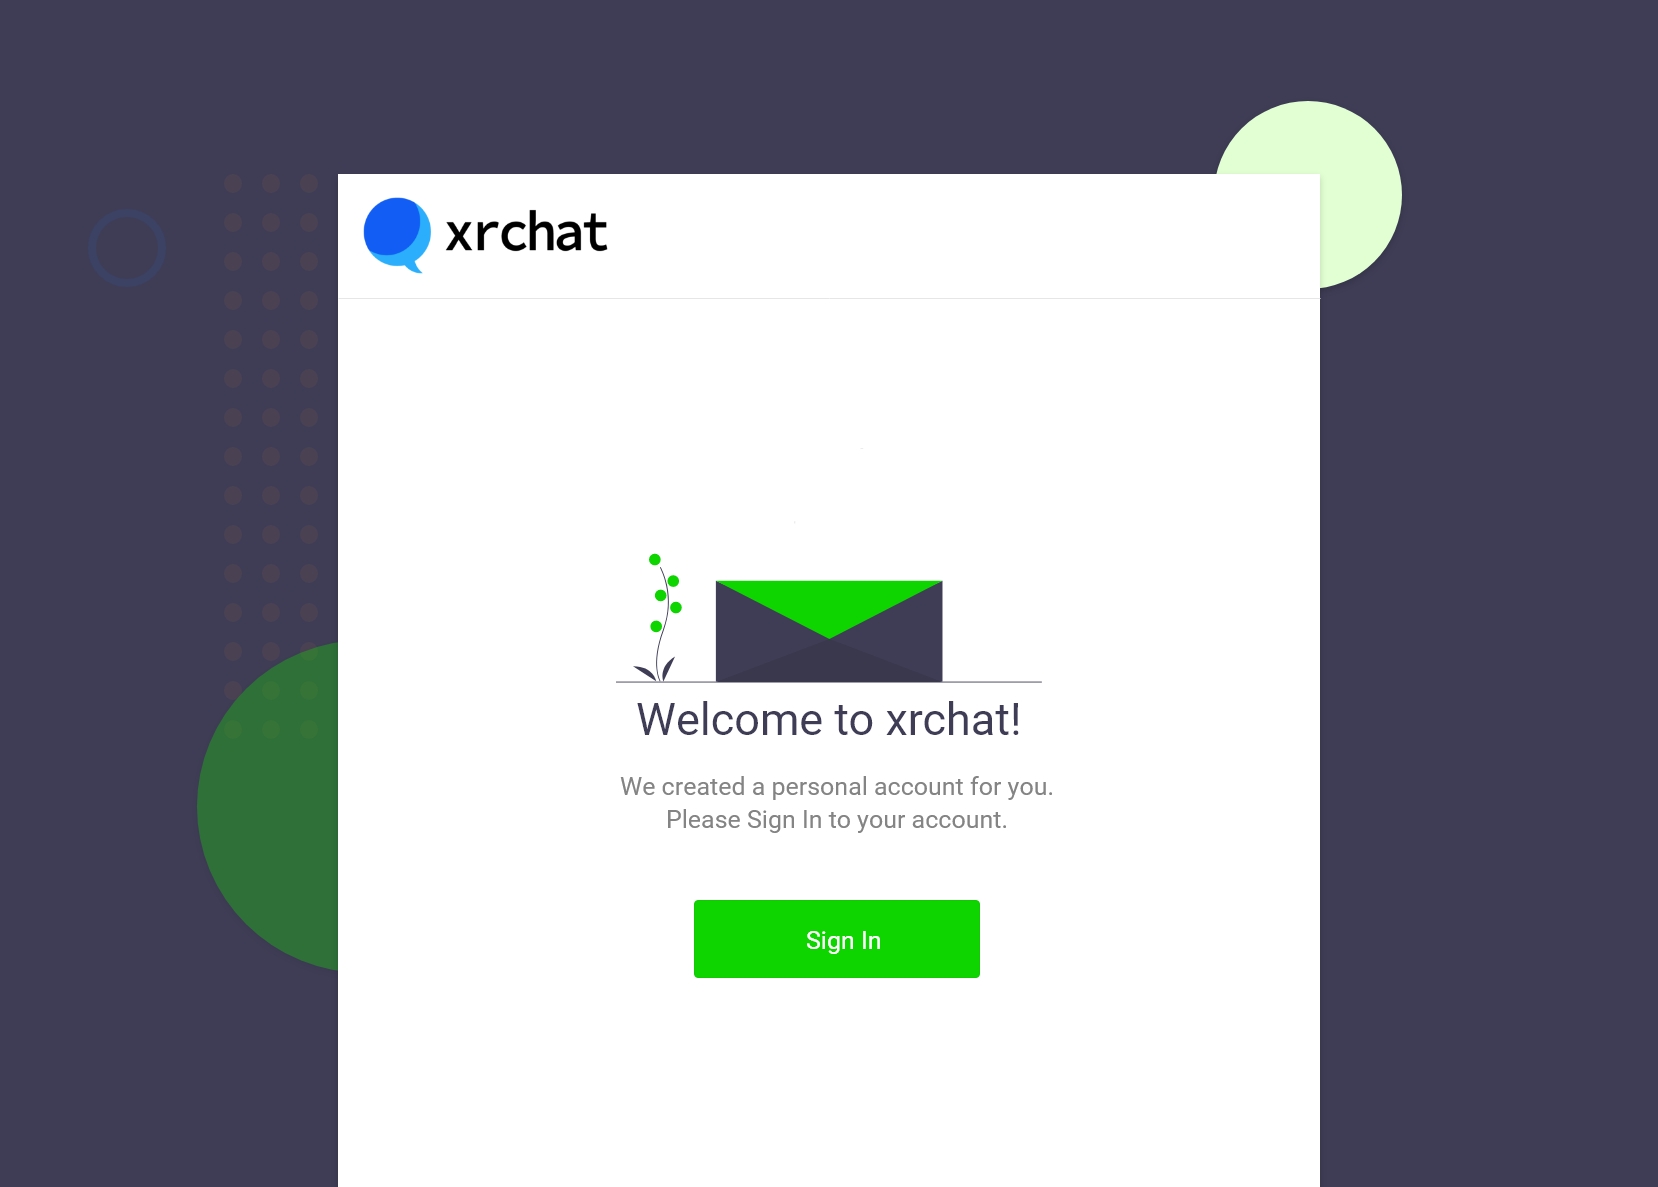 xrchat
Welcome to xrchat!
We created a personal account for you.
Please Sign In to your account.
Sign In